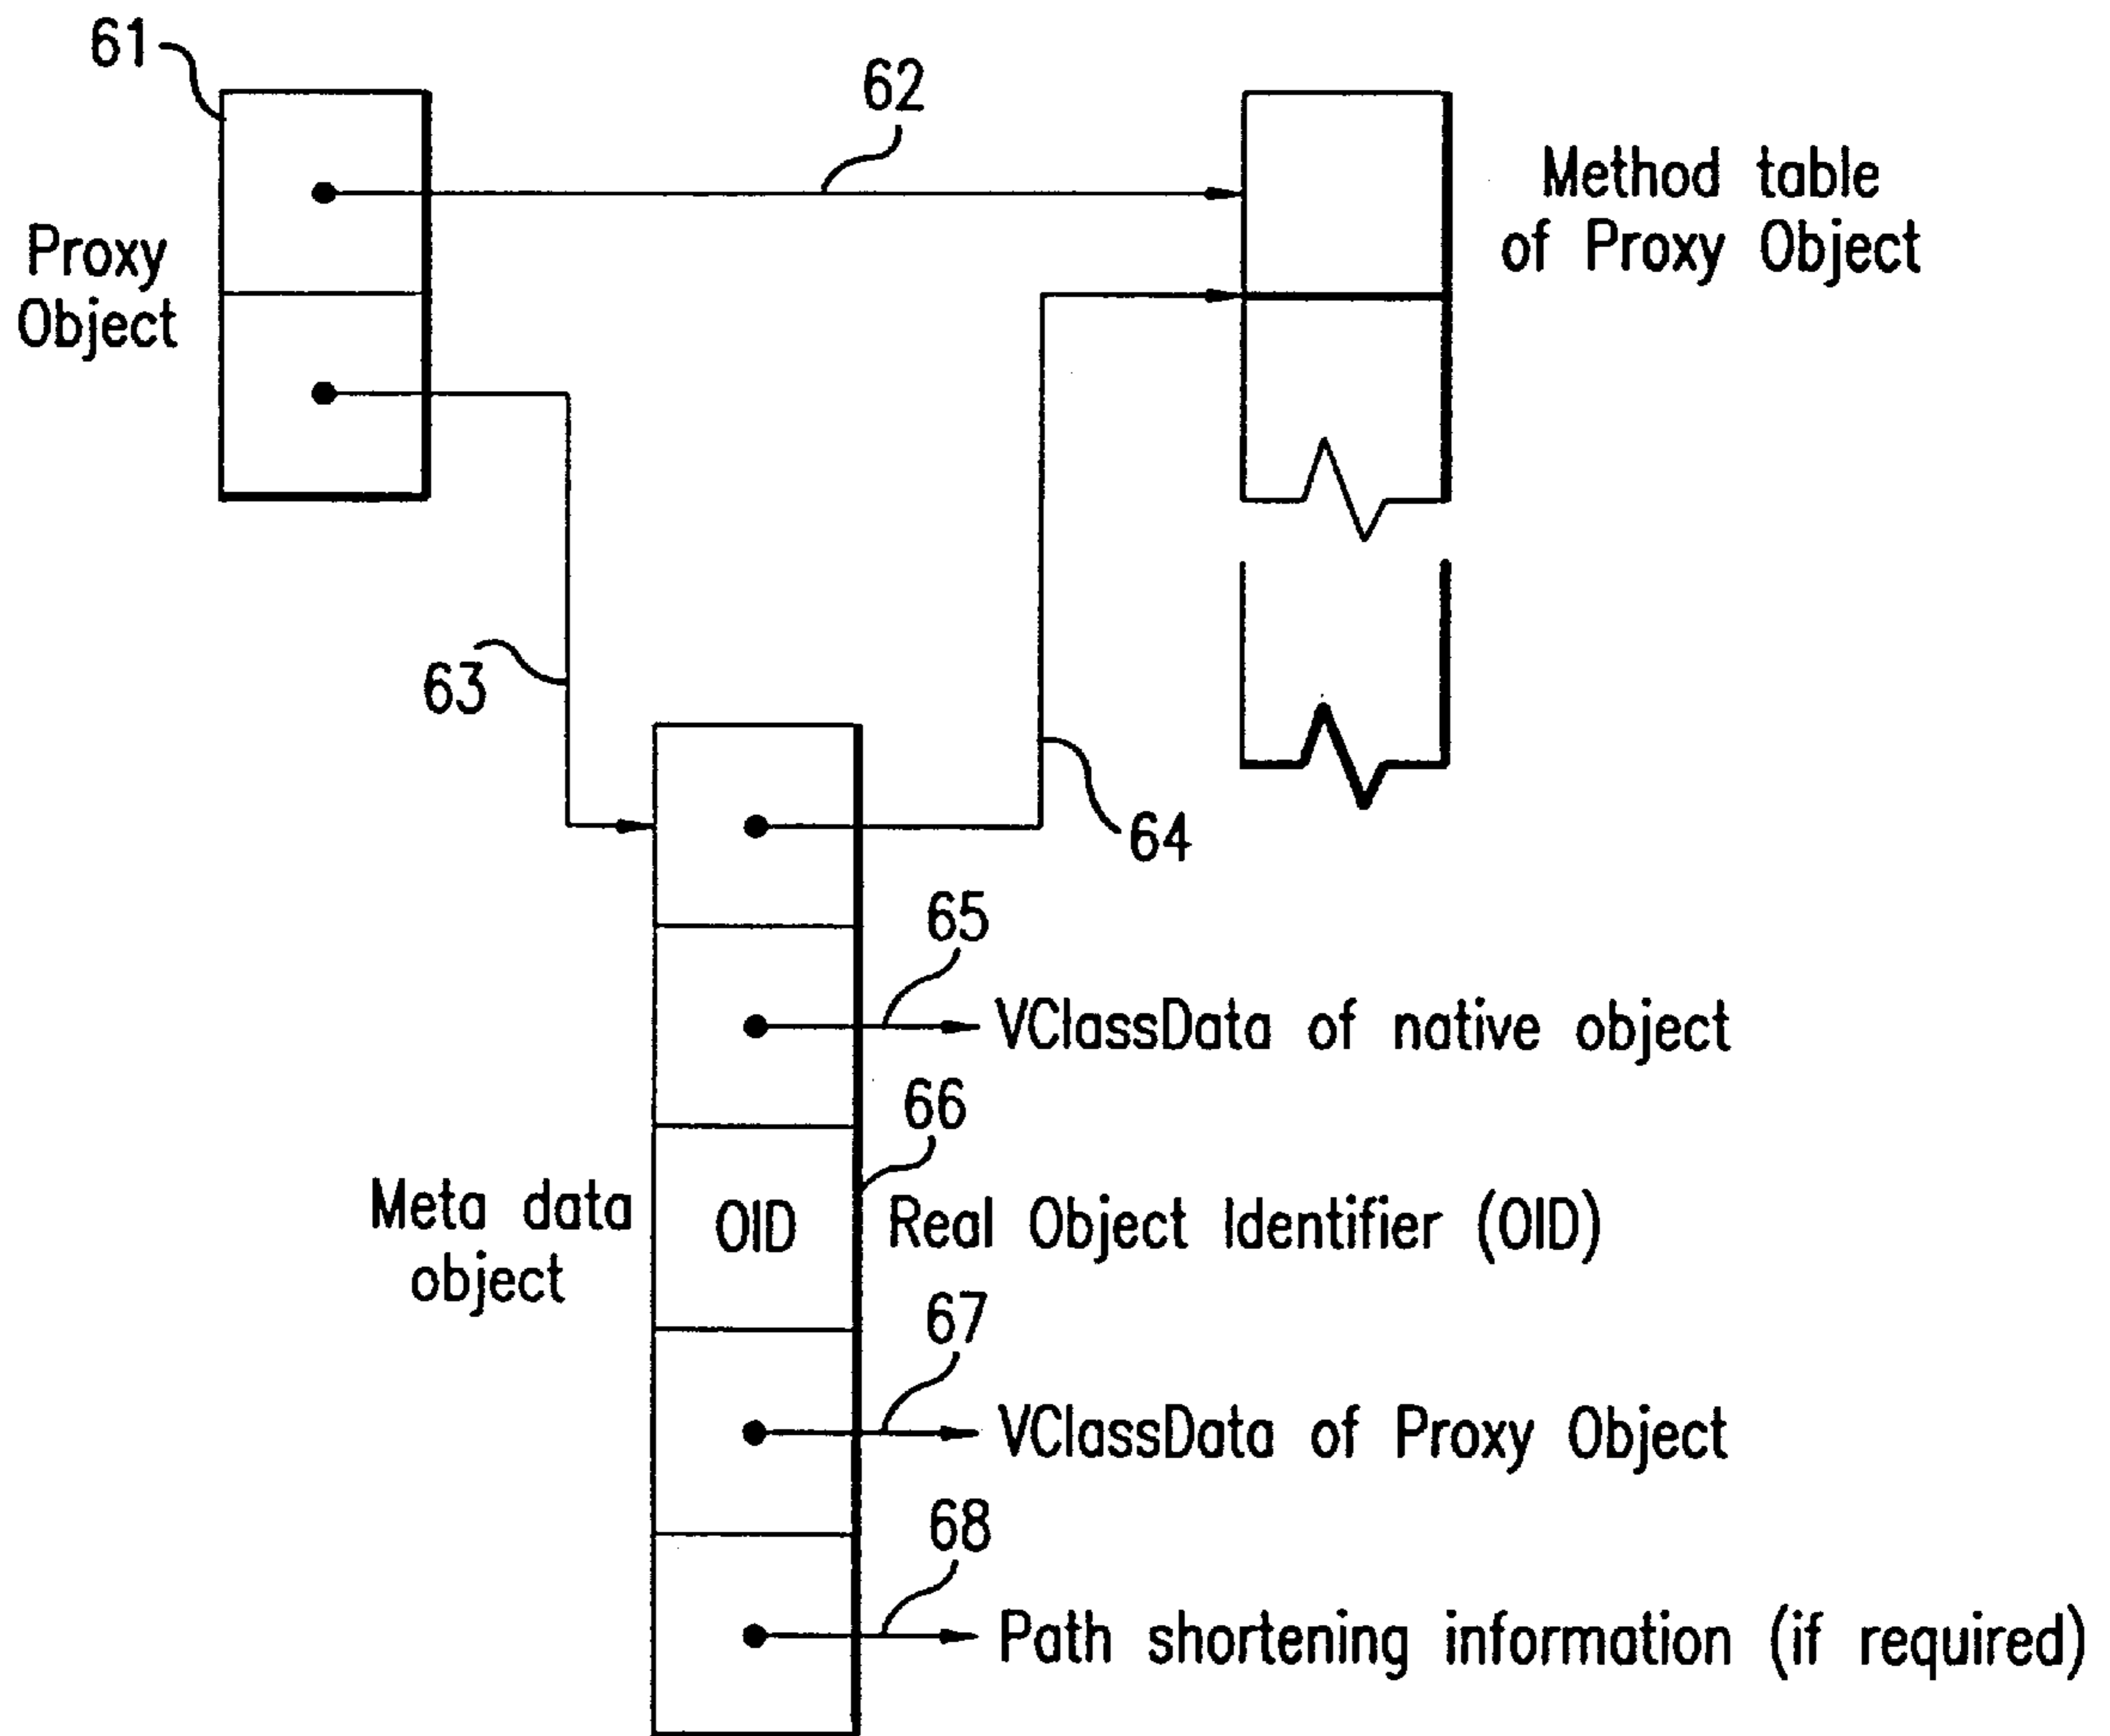 61
62
Method table
of Proxy Object
Proxy
Object
63
64
65
VClassData of native object
66
Meta data
object
OID
Real Object Identifier (OID)
67
VClassData of Proxy Object
68
Path shortening information (if required)